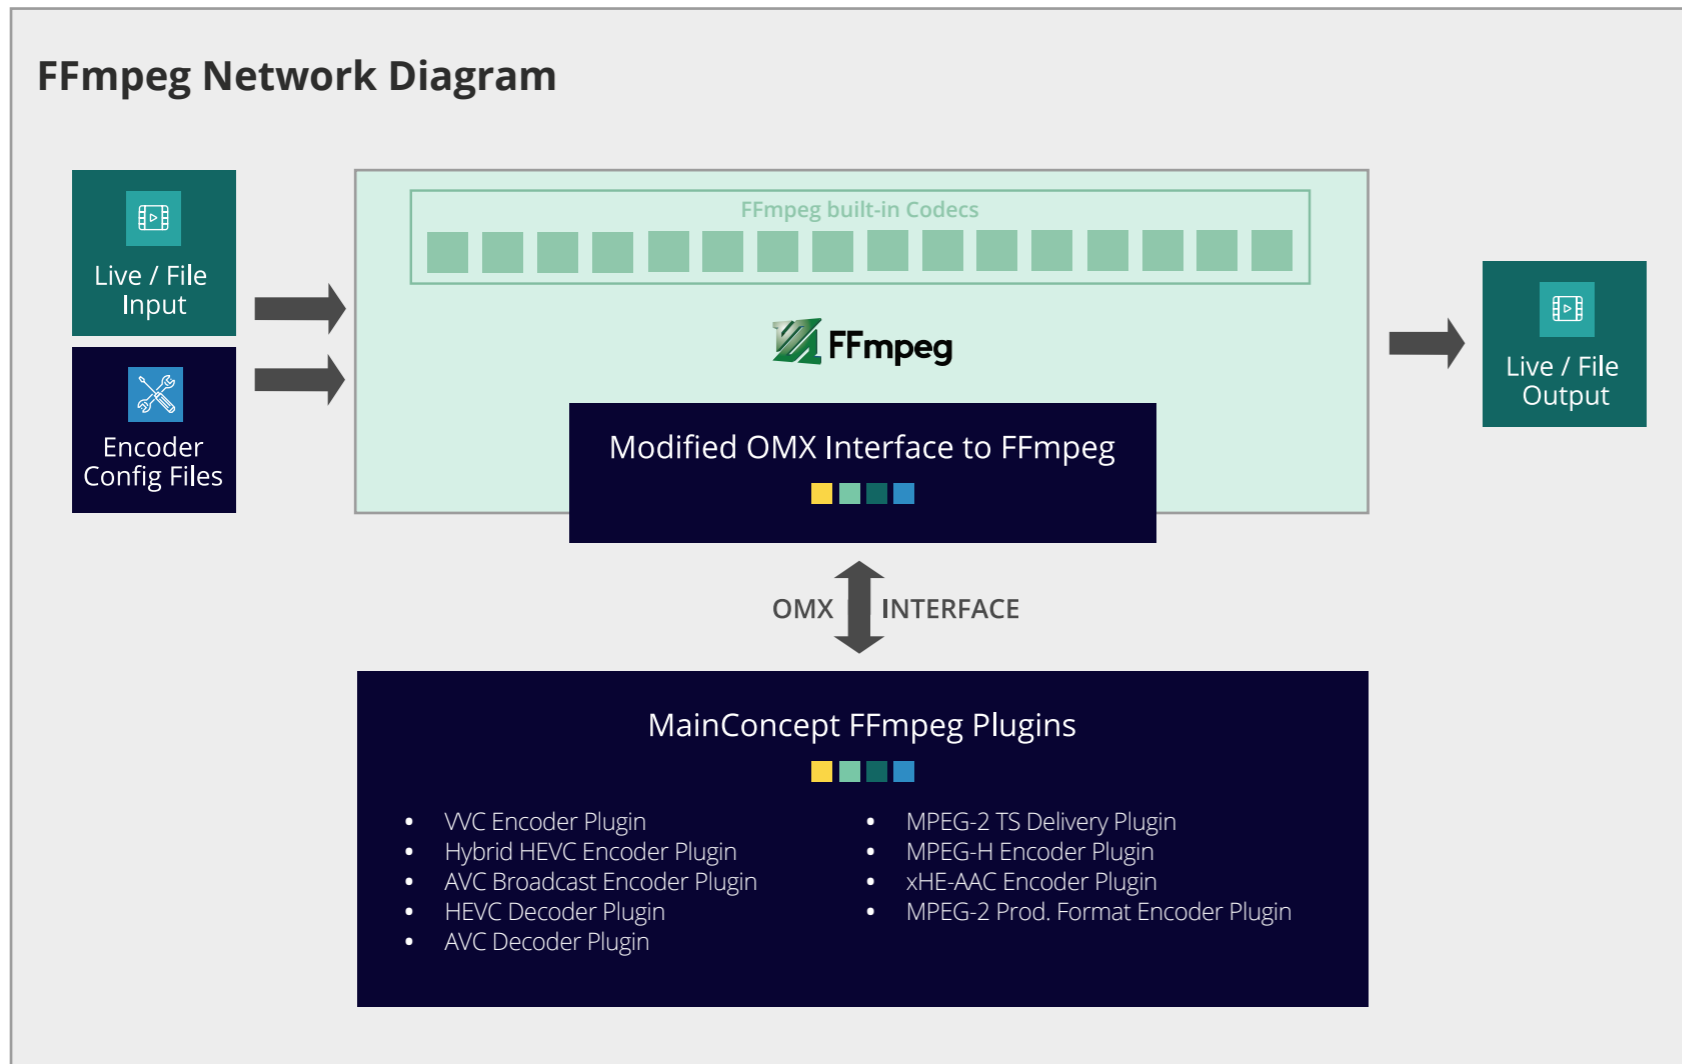 FFmpeg Network Diagram
Live / File
Input
Encoder
Config Files
FFmpeg built-in Codecs
FFmpeg
Modified OMX Interface to FFmpeg
Live / File
Output
OMX INTERFACE
MainConcept FFmpeg Plugins
• VVC Encoder Plugin
• Hybrid HEVC Encoder Plugin
• AVC Broadcast Encoder Plugin
• HEVC Decoder Plugin
• AVC Decoder Plugin
• MPEG-2 TS Delivery Plugin
• MPEG-H Encoder Plugin
• xHE-AAC Encoder Plugin
• MPEG-2 Prod. Format Encoder Plugin